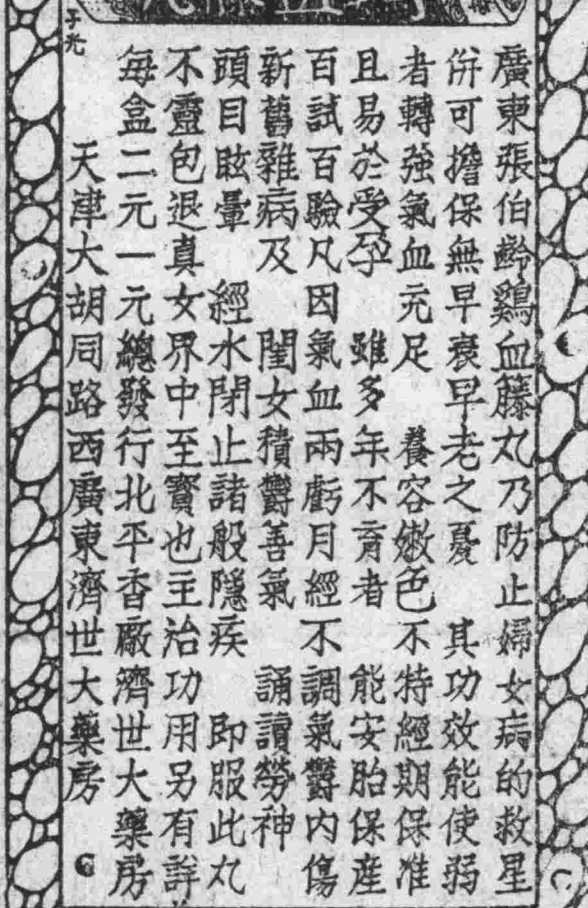 廣東張伯齡鷄血藤丸乃防止婦女病的救星
倂可擔保無早衰早老之憂　其功效能使弱
者轉强氣血充足　養容嫩色　不特經期保准
且易於受孕　雖多年不育者　能安胎保産
百試百驗凡因氣血兩虧月經不調氣鬱内傷
新舊雜病及　閨女積鬱善氣　誦讀勞神
頭目眩暈　經水閉止諸般隱疾　即服此丸
不靈包退真女界中至寳也主治功用另有詳
每盒二元一元總發行北平香廠濟世大藥房
天津大胡同路西廣東濟世大藥房